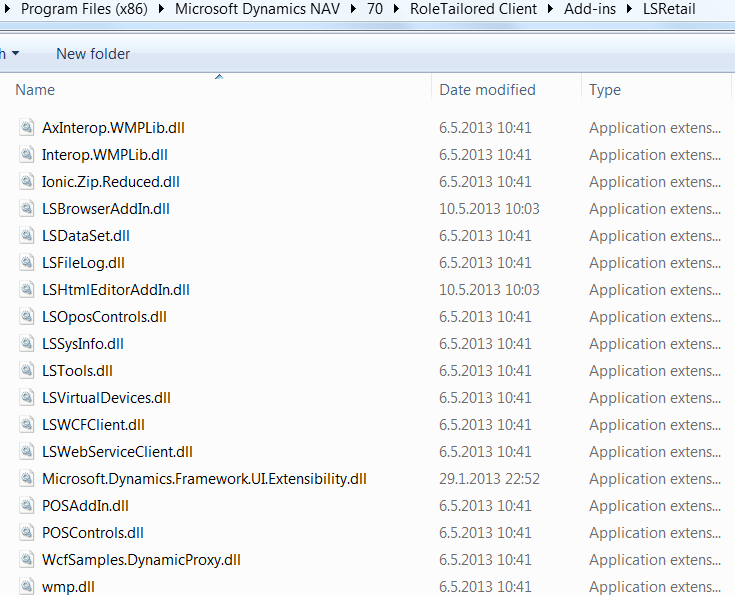 Program Files (x86) Microsoft Dynamics NAV 70 RoleTailored Client Add-ins LSRetail
h New folder
Name Date modified Type
AxInterop.WMPLib.dll 6.5.2013 10:41 Application extens...
Interop.WMPLib.dll 6.5.2013 10:41 Application extens...
Ionic.Zip.Reduced.dll 6.5.2013 10:41 Application extens...
LSBrowserAddIn.dll 10.5.2013 10:03 Application extens...
LSDataSet.dll 6.5.2013 10:41 Application extens...
LSFileLog.dll 6.5.2013 10:41 Application extens...
LSHtmlEditorAddIn.dll 10.5.2013 10:03 Application extens...
LSOposControls.dll 6.5.2013 10:41 Application extens...
LSSysInfo.dll 6.5.2013 10:41 Application extens...
LSTools.dll 6.5.2013 10:41 Application extens...
LSVirtualDevices.dll 6.5.2013 10:41 Application extens...
LSWCFClient.dll 6.5.2013 10:41 Application extens...
LSWebServiceClient.dll 6.5.2013 10:41 Application extens...
Microsoft.Dynamics.Framework.UI.Extensibility.dll 29.1.2013 22:52 Application extens...
POSAddIn.dll 6.5.2013 10:41 Application extens...
POSControls.dll 6.5.2013 10:41 Application extens...
WcfSamples.DynamicProxy.dll 6.5.2013 10:41 Application extens...
wmp.dll 6.5.2013 10:41 Application extens...